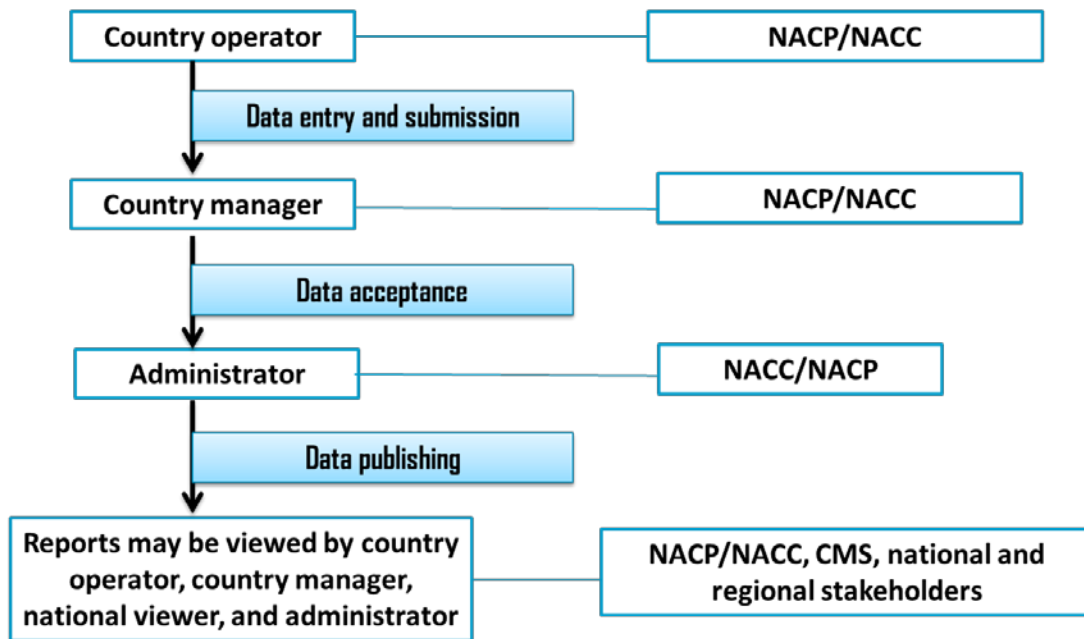 Country operator
NACP/NACC
Data entry and submission
Country manager
NACP/NACC
Data acceptance
Administrator
NACC/NACP
Data publishing
Reports may be viewed by country
operator, country manager,
national viewer, and administrator
NACP/NACC, CMS, national and
regional stakeholders